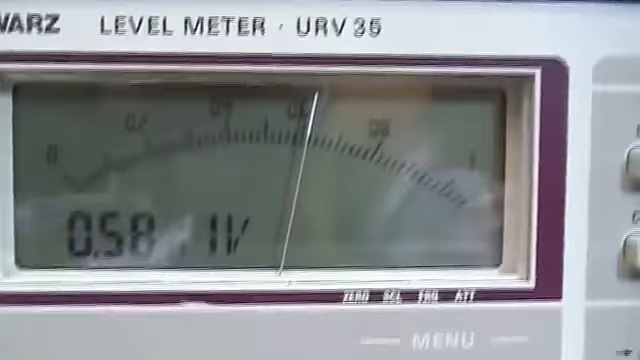 WARZ LEVEL METER · URV 35
0 0.2 0.4 0.6 0.8 1
0.58 1V
ZERO SEL FRQ ATT
MENU